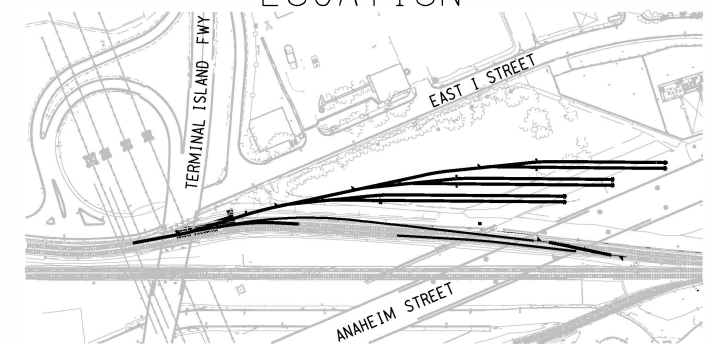 LOCATION
TERMINAL ISLAND FWY
EAST I STREET
ANAHEIM STREET